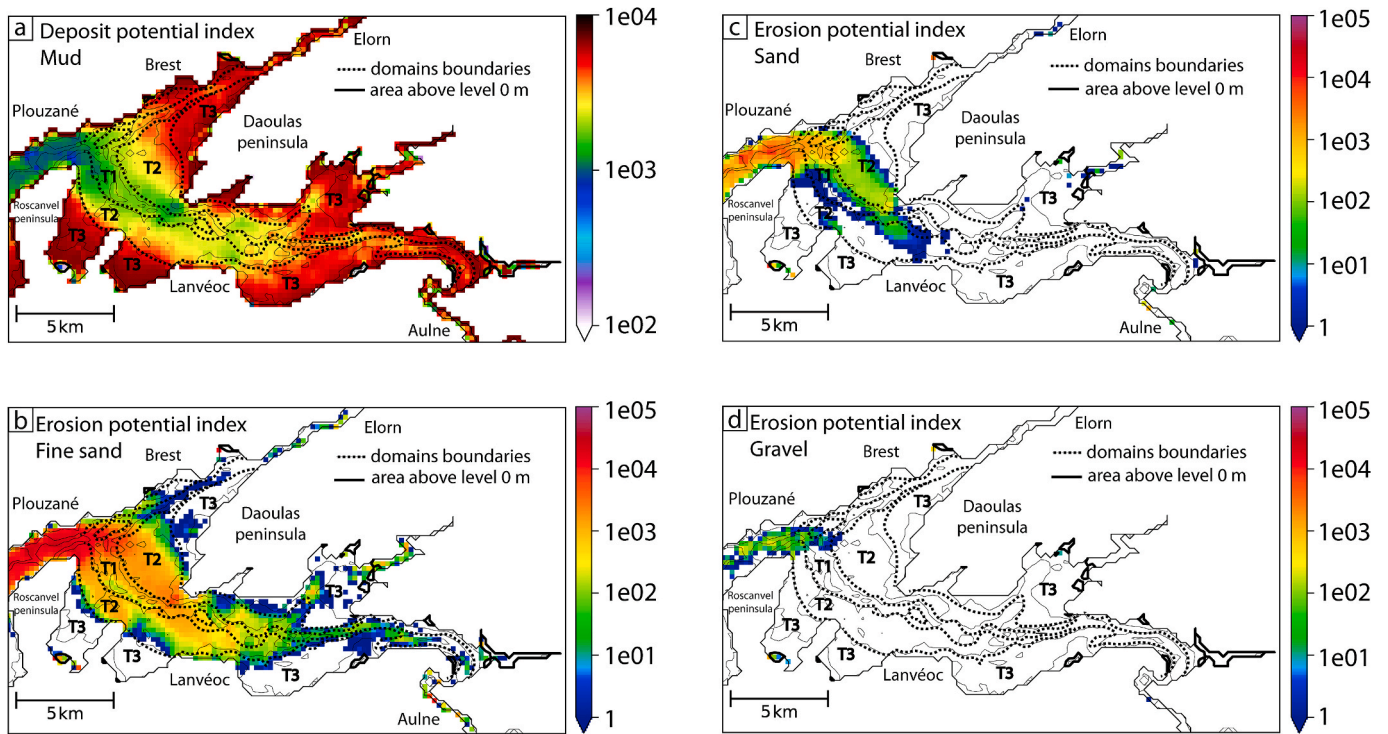 a Deposit potential index
Mud
Elorn
Brest
domains boundaries
area above level 0 m
Plouzané
T3
Daoulas
peninsula
T2
T1
Roscanvel
peninsula
T2
T3
T3
T3
Lanvéoc
T3
5 km
Aulne
1e04
1e03
1e02
c Erosion potential index
Sand
Elorn
Brest
domains boundaries
area above level 0 m
Plouzané
T3
Daoulas
peninsula
T2
T1
Roscanvel
peninsula
T2
T3
T3
T3
Lanvéoc
T3
5 km
Aulne
1e05
1e04
1e03
1e02
1e01
1
b Erosion potential index
Fine sand
Elorn
Brest
domains boundaries
area above level 0 m
Plouzané
T3
Daoulas
peninsula
T2
T1
Roscanvel
peninsula
T2
T3
T3
T3
Lanvéoc
T3
5 km
Aulne
1e05
1e04
1e03
1e02
1e01
1
d Erosion potential index
Gravel
Elorn
Brest
domains boundaries
area above level 0 m
Plouzané
T3
Daoulas
peninsula
T2
T1
Roscanvel
peninsula
T2
T3
T3
T3
Lanvéoc
T3
5 km
Aulne
1e05
1e04
1e03
1e02
1e01
1